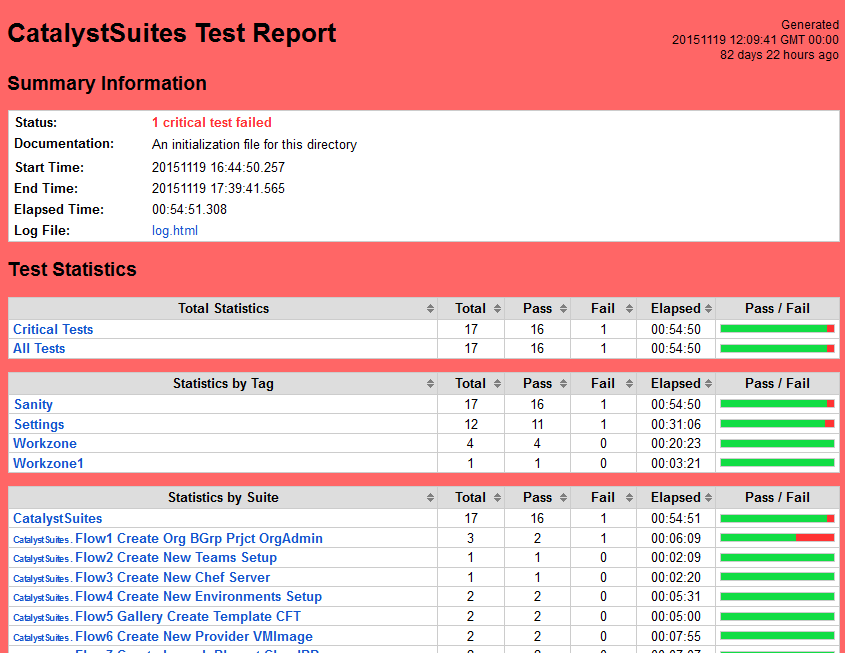 CatalystSuites Test Report
Generated
20151119 12:09:41 GMT 00:00
82 days 22 hours ago
Summary Information
Status: 1 critical test failed
Documentation: An initialization file for this directory
Start Time: 20151119 16:44:50.257
End Time: 20151119 17:39:41.565
Elapsed Time: 00:54:51.308
Log File: log.html
Test Statistics
Total Statistics Total Pass Fail Elapsed Pass / Fail
Critical Tests 17 16 1 00:54:50
All Tests 17 16 1 00:54:50
Statistics by Tag Total Pass Fail Elapsed Pass / Fail
Sanity 17 16 1 00:54:50
Settings 12 11 1 00:31:06
Workzone 4 4 0 00:20:23
Workzone1 1 1 0 00:03:21
Statistics by Suite Total Pass Fail Elapsed Pass / Fail
CatalystSuites 17 16 1 00:54:51
CatalystSuites . Flow1 Create Org BGrp Prjct OrgAdmin 3 2 1 00:06:09
CatalystSuites . Flow2 Create New Teams Setup 1 1 0 00:02:09
CatalystSuites . Flow3 Create New Chef Server 1 1 0 00:02:20
CatalystSuites . Flow4 Create New Environments Setup 2 2 0 00:05:31
CatalystSuites . Flow5 Gallery Create Template CFT 2 2 0 00:05:00
CatalystSuites . Flow6 Create New Provider VMImage 2 2 0 00:07:55